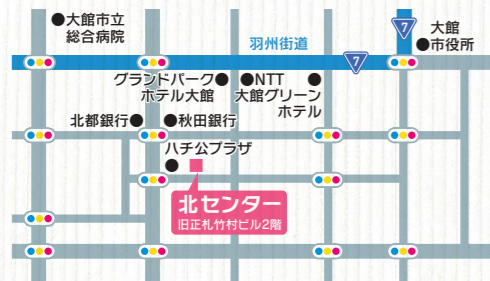 ●大館市立
総合病院
羽州街道
7
大館
●市役所
7
グランドパーク●
ホテル大館
●NTT
大館グリーン●
ホテル
北都銀行●
●秋田銀行
ハチ公プラザ
●
北センター
旧正札竹村ビル2階